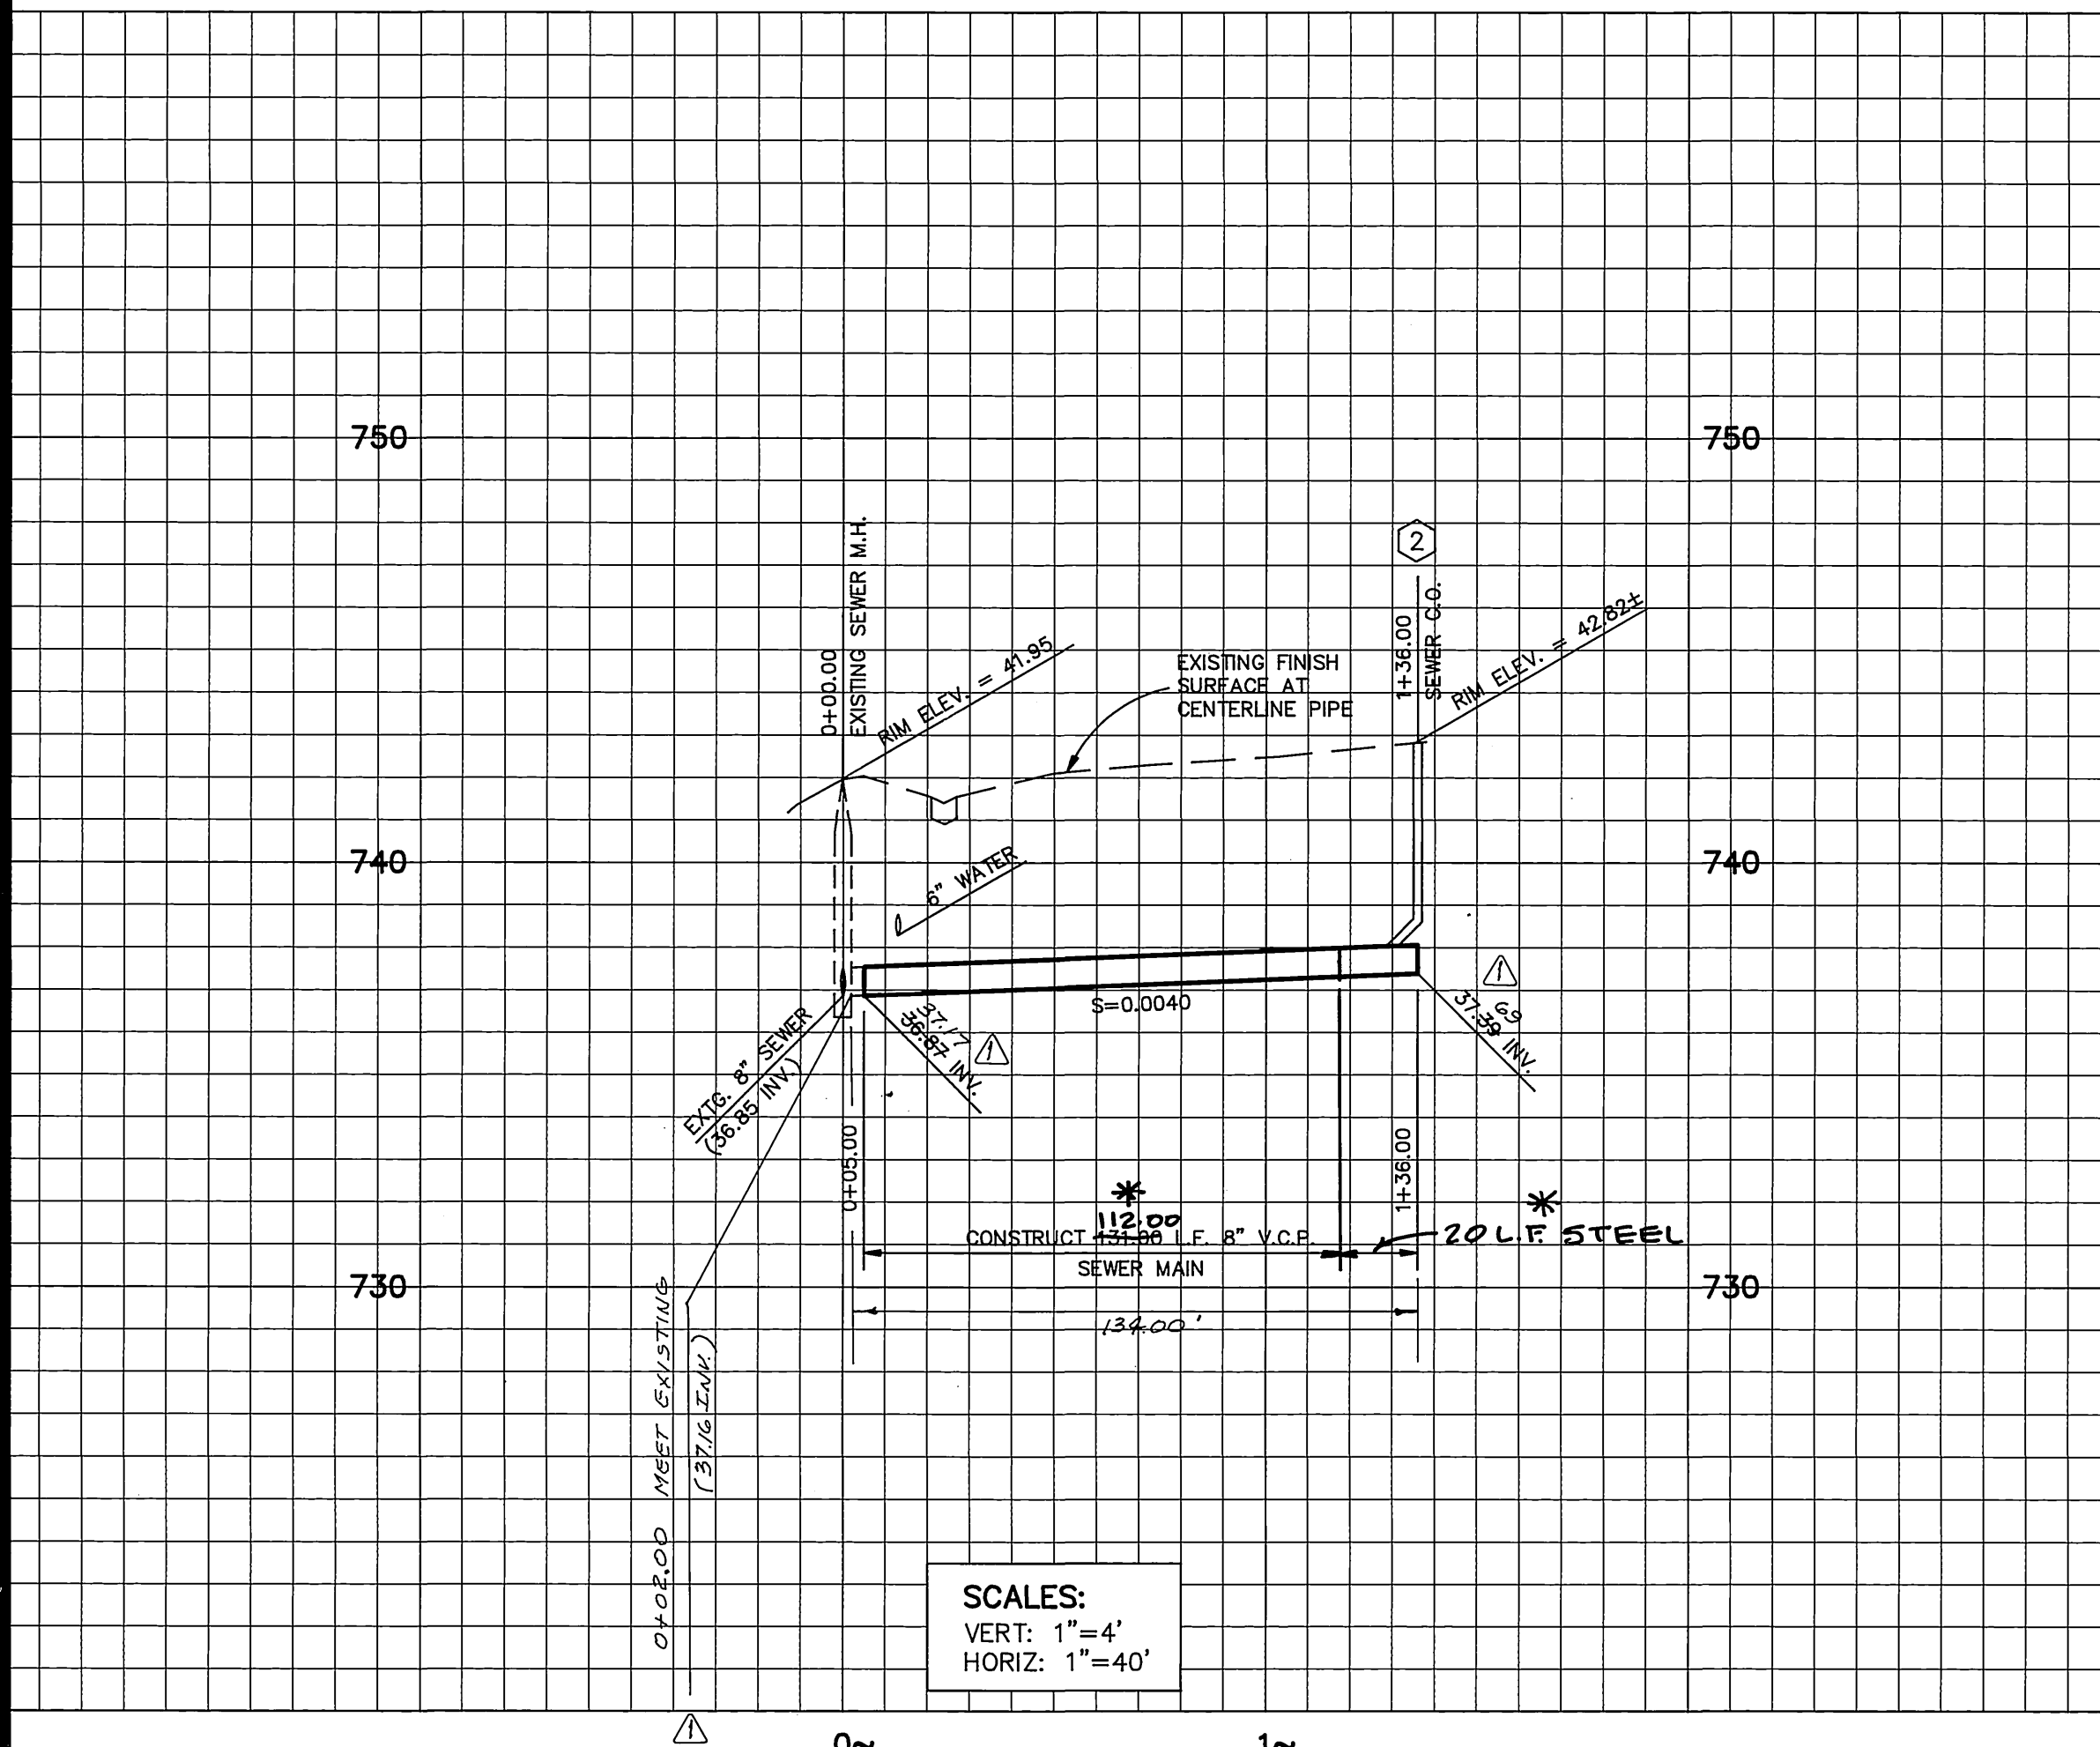 750
750
2
0+00.00
EXISTING SEWER M.H.
RIM ELEV. = 41.95
EXISTING FINISH
SURFACE AT
CENTERLINE PIPE
1+36.00
SEWER C.O.
RIM ELEV. = 42.82±
740
740
6" WATER
S=0.0040
EXTG. 8" SEWER
(36.85 INV.)
37.17
36.87 INV.
1
1
69
37.39 INV.
0+05.00
1+36.00
*
*
112.00
CONSTRUCT 131.00 L.F. 8" V.C.P.
SEWER MAIN
20 L.F. STEEL
730
730
134.00'
0+02.00 MEET EXISTING
(37.16 INV.)
SCALES:
VERT: 1"=4'
HORIZ: 1"=40'
1
0~
1~